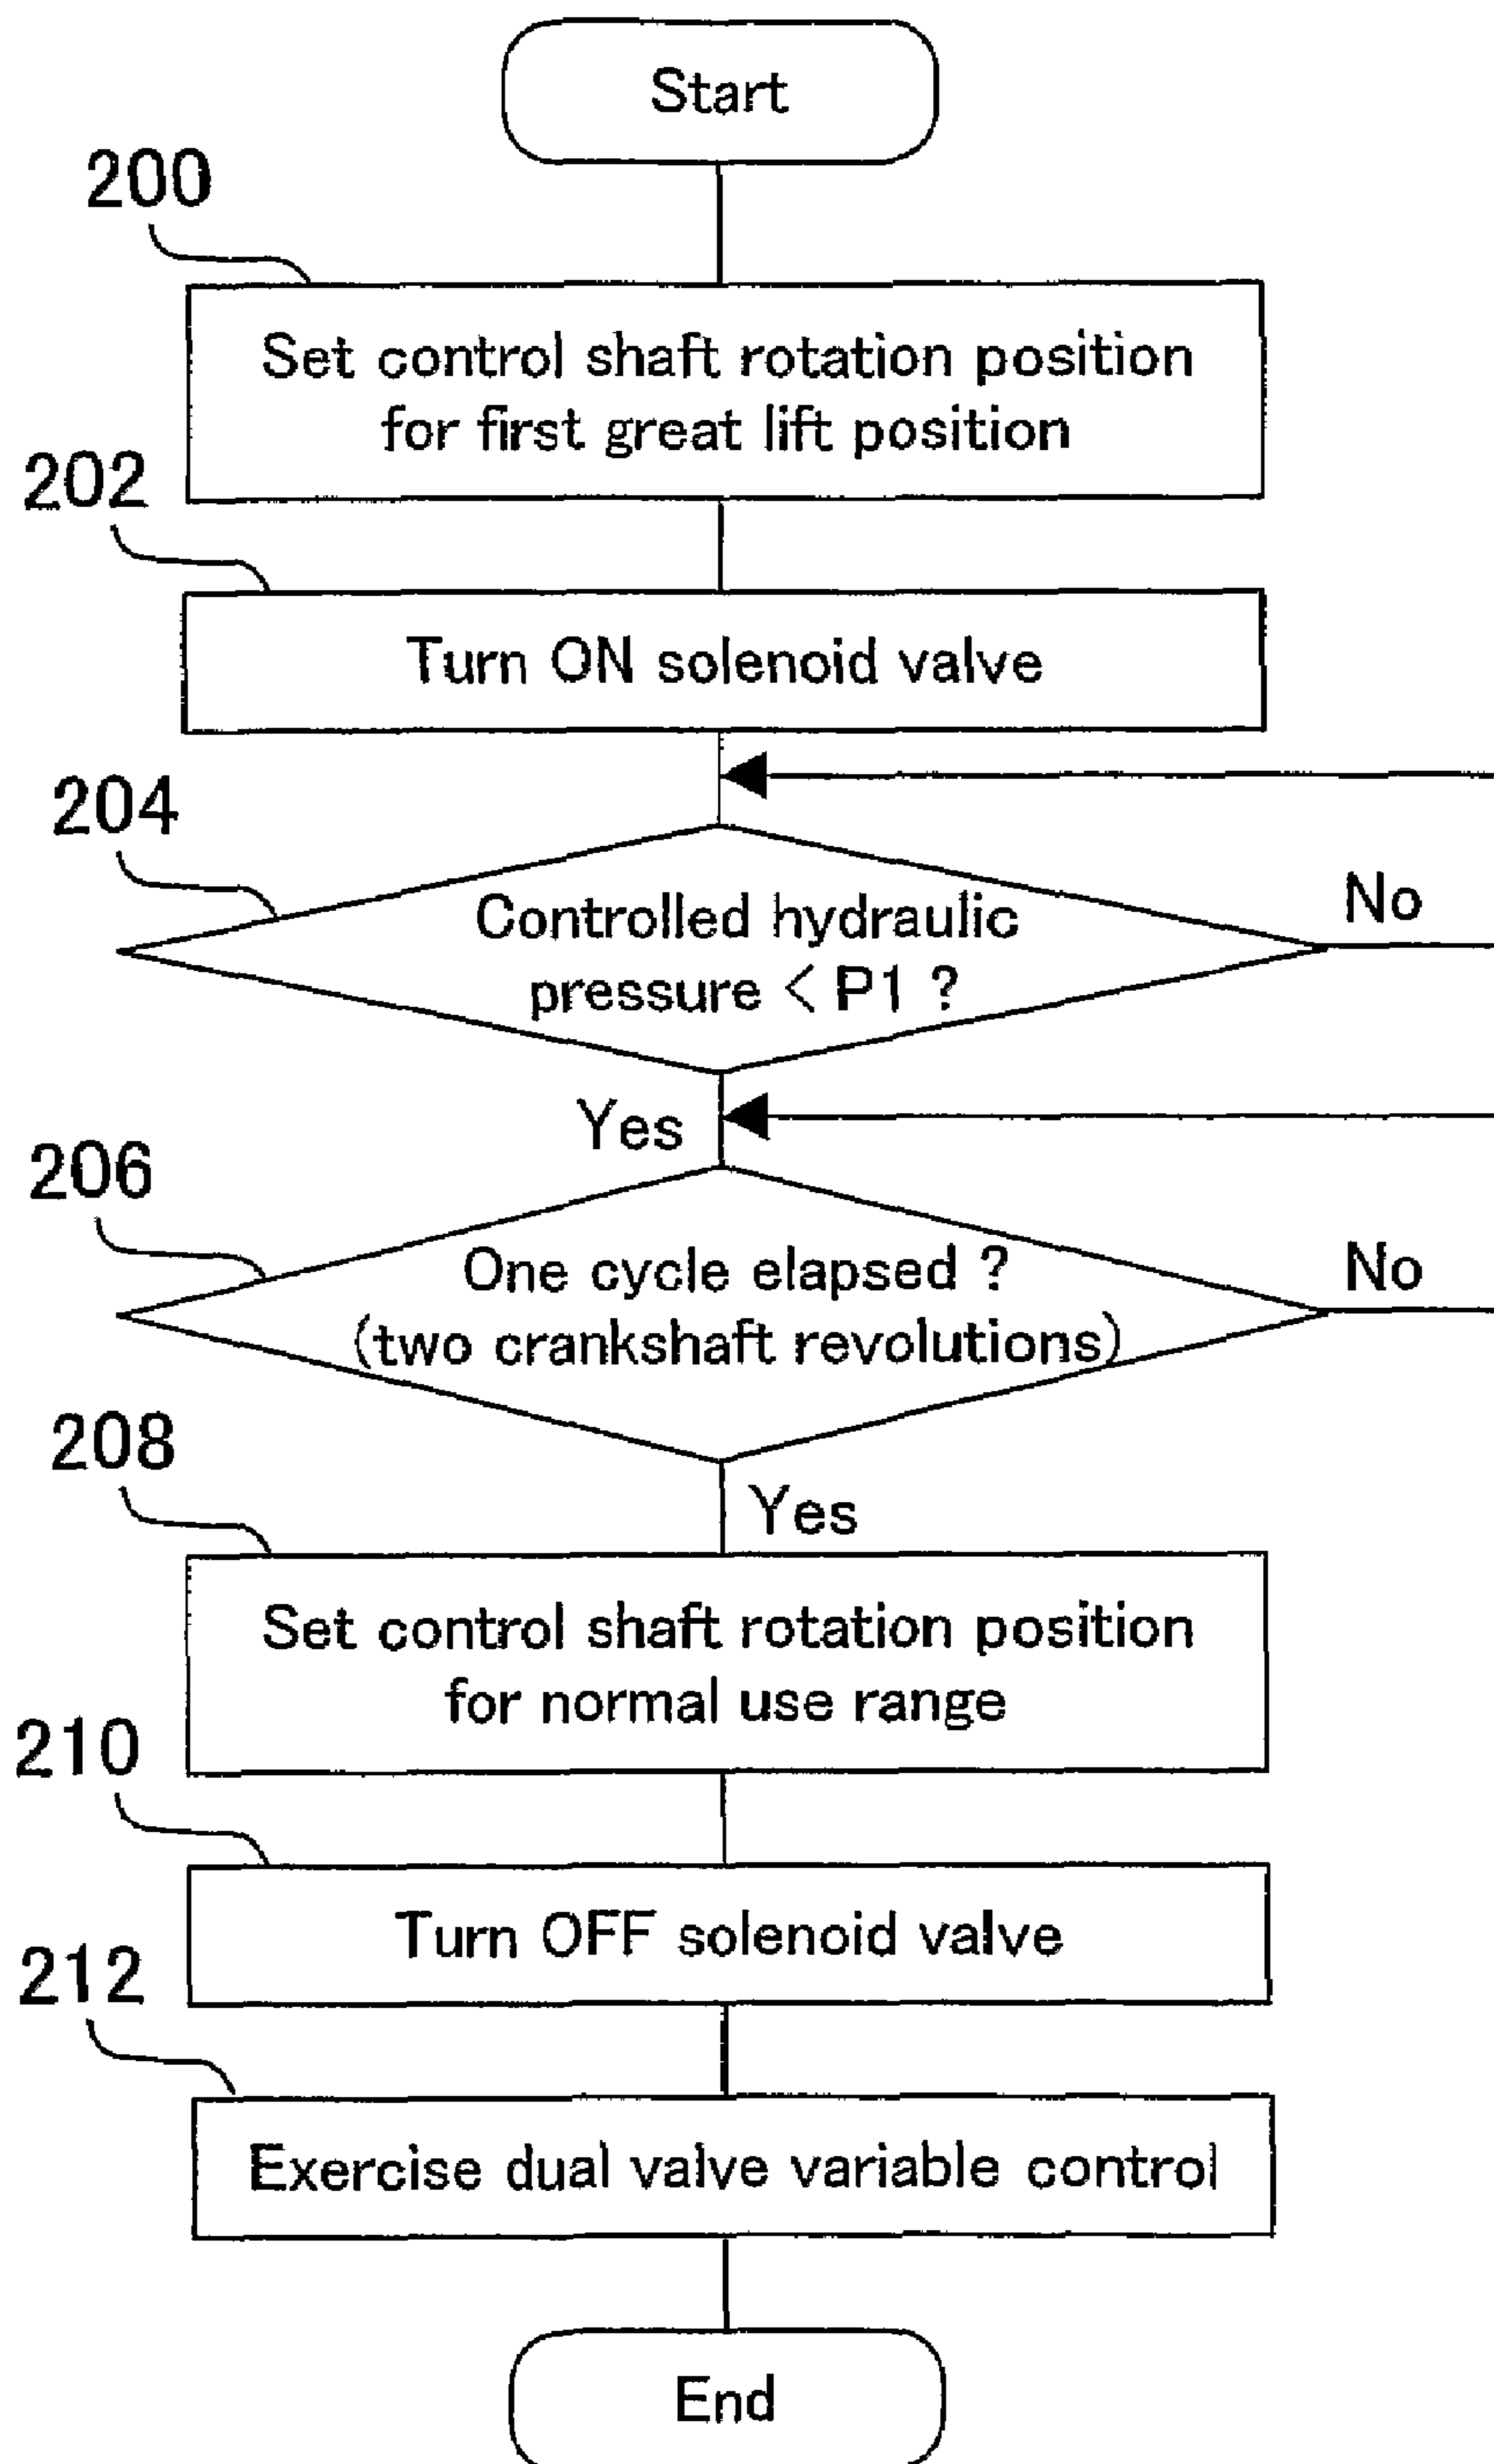 Start
200
Set control shaft rotation position
for first great lift position
202
Turn ON solenoid valve
204
Controlled hydraulic
pressure < P1 ?
No
Yes
206
One cycle elapsed ?
(two crankshaft revolutions)
No
208
Yes
Set control shaft rotation position
for normal use range
210
Turn OFF solenoid valve
212
Exercise dual valve variable control
End